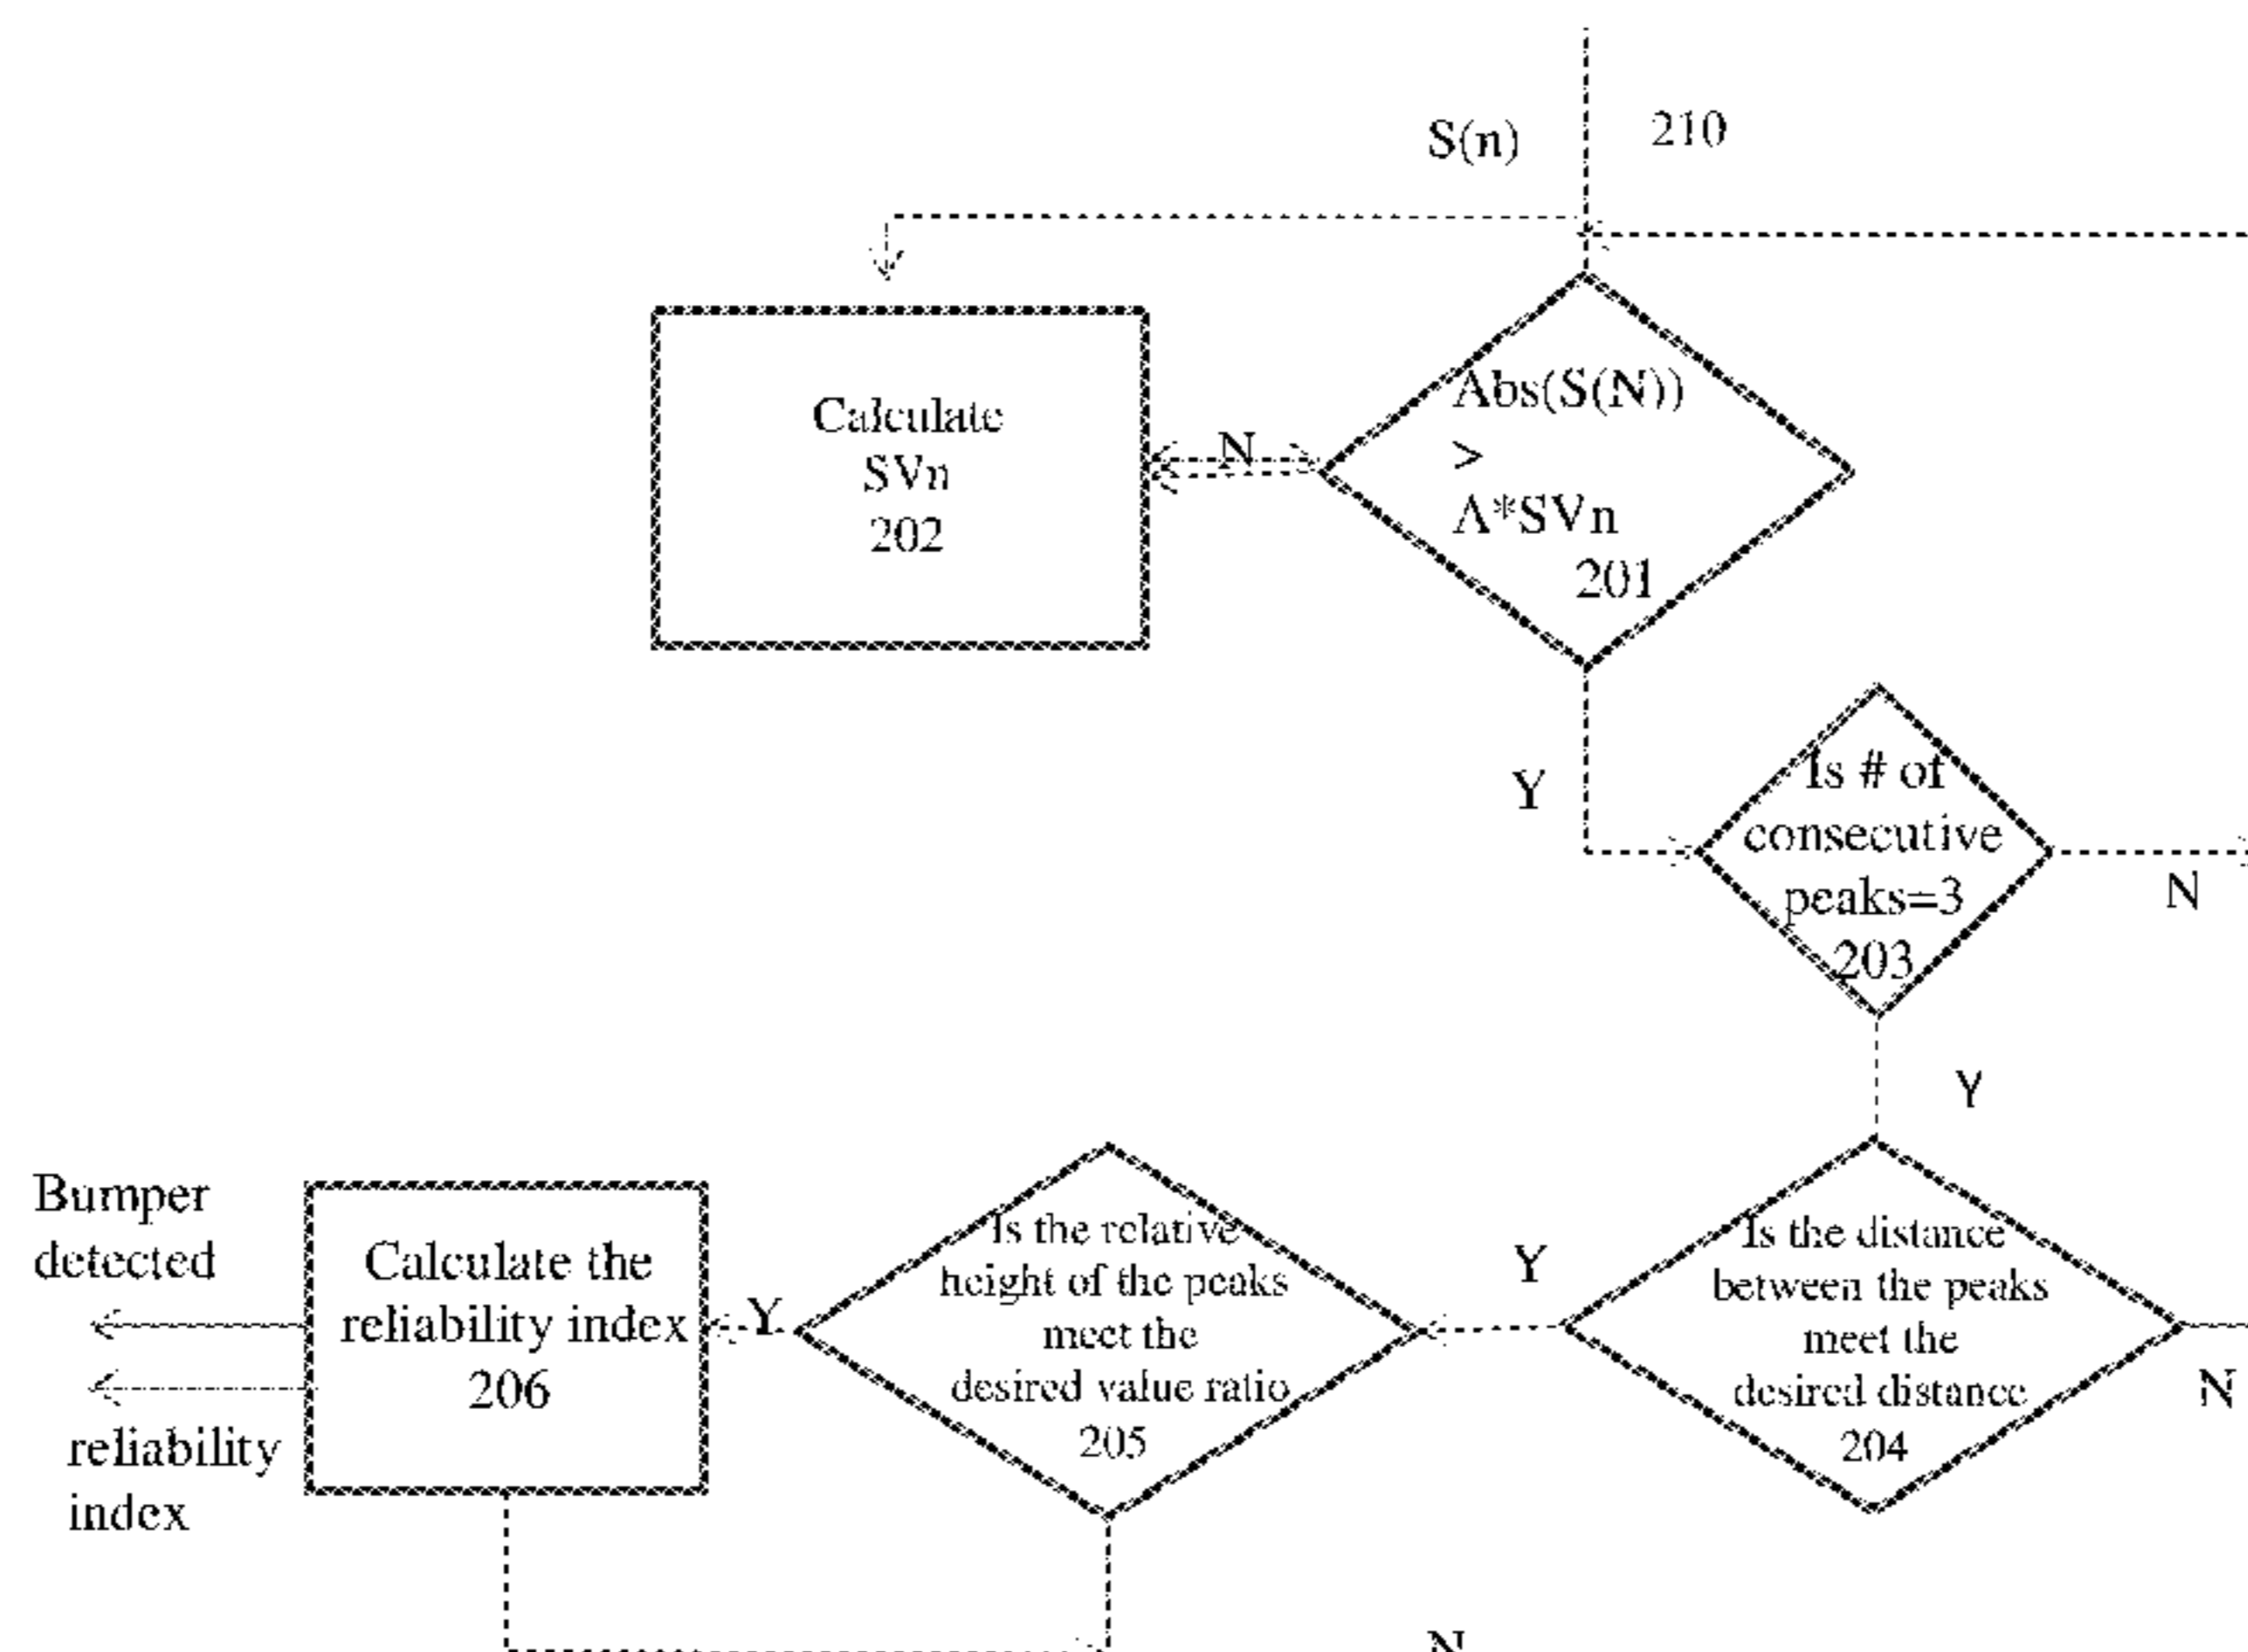 S(n)
210
Calculate
SVn
202
N
Abs(S(N))
>
A*SVn
201
Y
Is # of
consecutive
peaks=3
203
N
Y
Bumper
detected
Calculate the
reliability index
206
Y
Is the relative
height of the peaks
meet the
desired value ratio
205
Y
Is the distance
between the peaks
meet the
desired distance
204
N
reliability
index
N